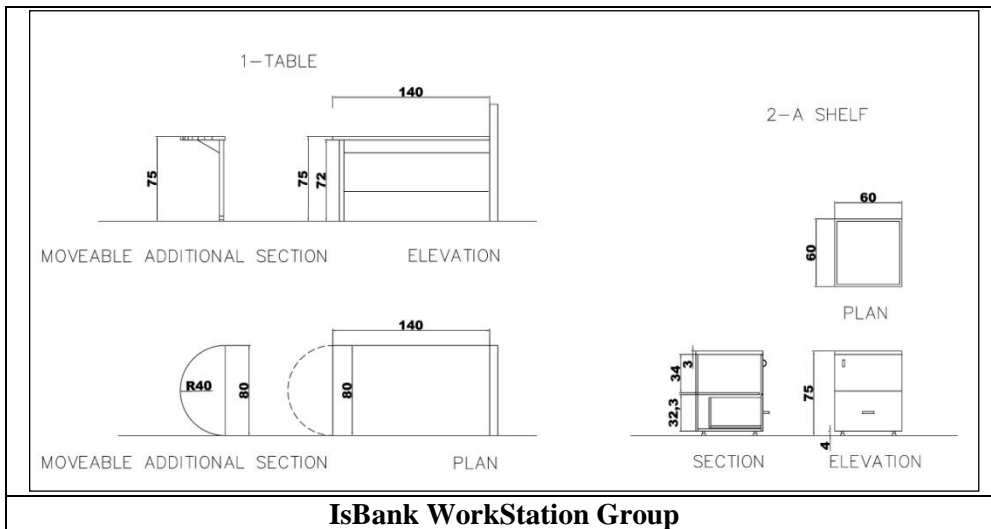 1-TABLE
140
2-A SHELF
75
75
72
60
60
MOVEABLE ADDITIONAL SECTION
ELEVATION
PLAN
140
R40
80
80
3
34
32,3
75
4
MOVEABLE ADDITIONAL SECTION
PLAN
SECTION
ELEVATION
IsBank WorkStation Group